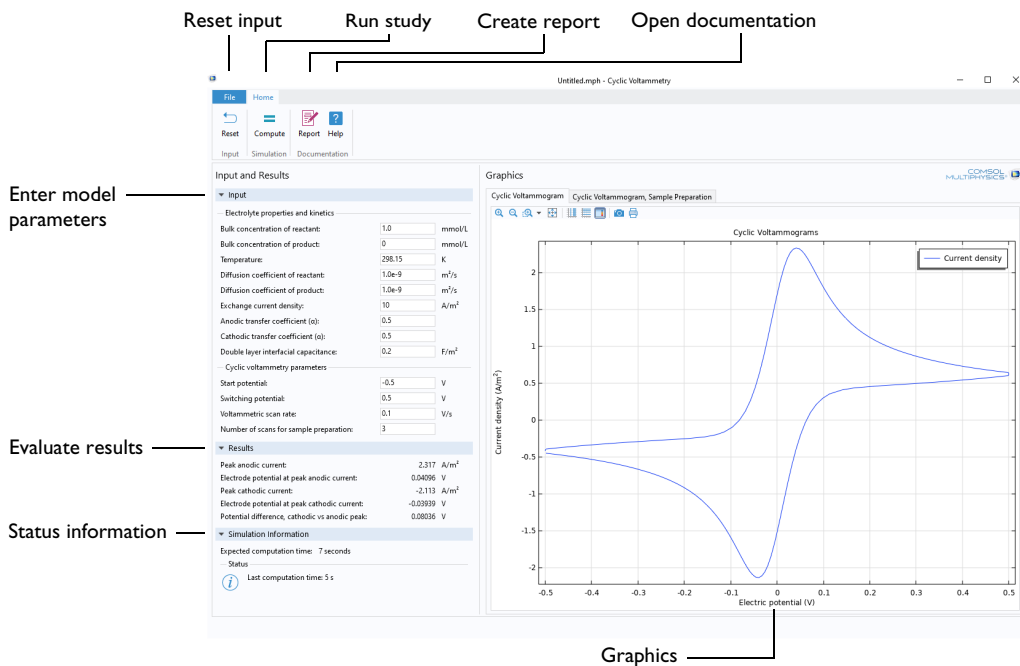 Reset input
Run study
Create report
Open documentation
Untitled.mph - Cyclic Voltammetry
File Home
Reset Compute Report Help
Input Simulation Documentation
Input and Results
Enter model
parameters
Input
Electrolyte properties and kinetics
Bulk concentration of reactant: 1.0 mmol/L
Bulk concentration of product: 0 mmol/L
Temperature: 298.15 K
Diffusion coefficient of reactant: 1.0e-9 m²/s
Diffusion coefficient of product: 1.0e-9 m²/s
Exchange current density: 10 A/m²
Anodic transfer coefficient (α): 0.5
Cathodic transfer coefficient (α): 0.5
Double layer interfacial capacitance: 0.2 F/m²
Cyclic voltammetry parameters
Start potential: -0.5 V
Switching potential: 0.5 V
Voltammetric scan rate: 0.1 V/s
Number of scans for sample preparation: 3
Evaluate results
Results
Peak anodic current: 2.317 A/m²
Electrode potential at peak anodic current: 0.04096 V
Peak cathodic current: -2.113 A/m²
Electrode potential at peak cathodic current: -0.03939 V
Potential difference, cathodic vs anodic peak: 0.08036 V
Status information
Simulation Information
Expected computation time: 7 seconds
Status
Last computation time: 5 s
Graphics
COMSOL
MULTIPHYSICS®
Cyclic Voltammogram Cyclic Voltammogram, Sample Preparation
Cyclic Voltammograms
Current density
Current density (A/m²)
2
1.5
1
0.5
0
-0.5
-1
-1.5
-2
-0.5 -0.4 -0.3 -0.2 -0.1 0 0.1 0.2 0.3 0.4 0.5
Electric potential (V)
Graphics